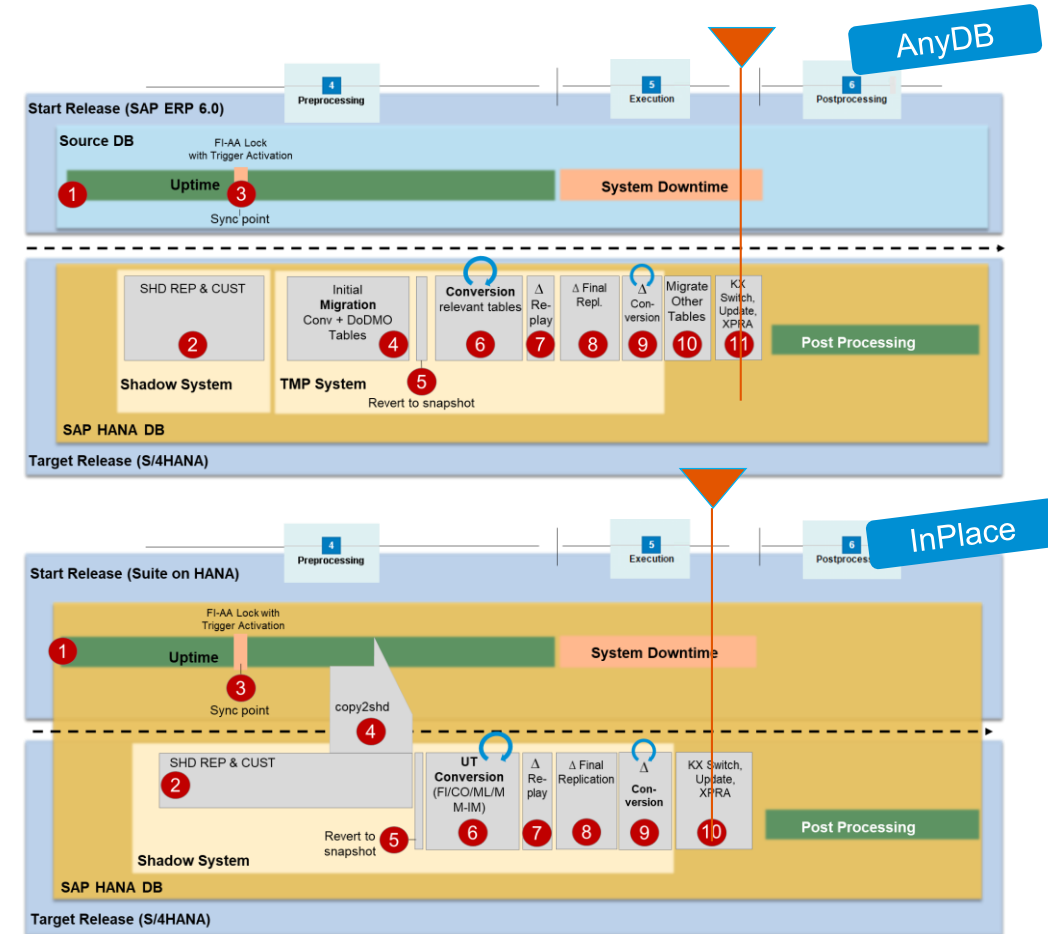 AnyDB
4
Preprocessing
5
Execution
6
Postprocessing
Start Release (SAP ERP 6.0)
Source DB
FI-AA Lock
with Trigger Activation
1
Uptime
3
System Downtime
Sync point
SHD REP & CUST
2
Shadow System
Initial
Migration
Conv + DoDMO
Tables
4
TMP System
5
Revert to snapshot
Conversion
relevant tables
6
Δ
Re-
play
7
Δ Final
Repl.
8
Δ
Con-
version
9
Migrate
Other
Tables
10
KX
Switch,
Update,
XPRA
11
Post Processing
SAP HANA DB
Target Release (S/4HANA)
InPlace
4
Preprocessing
5
Execution
6
Start Release (Suite on HANA)
FI-AA Lock with
Trigger Activation
1
Uptime
3
System Downtime
Sync point
copy2shd
4
SHD REP & CUST
2
Revert to
snapshot
5
Shadow System
UT
Conversion
(FI/CO/ML/M
M-IM)
6
Δ
Re-
play
7
Δ Final
Replication
8
Δ
Con-
version
9
KX Switch,
Update,
XPRA
10
Post Processing
SAP HANA DB
Target Release (S/4HANA)